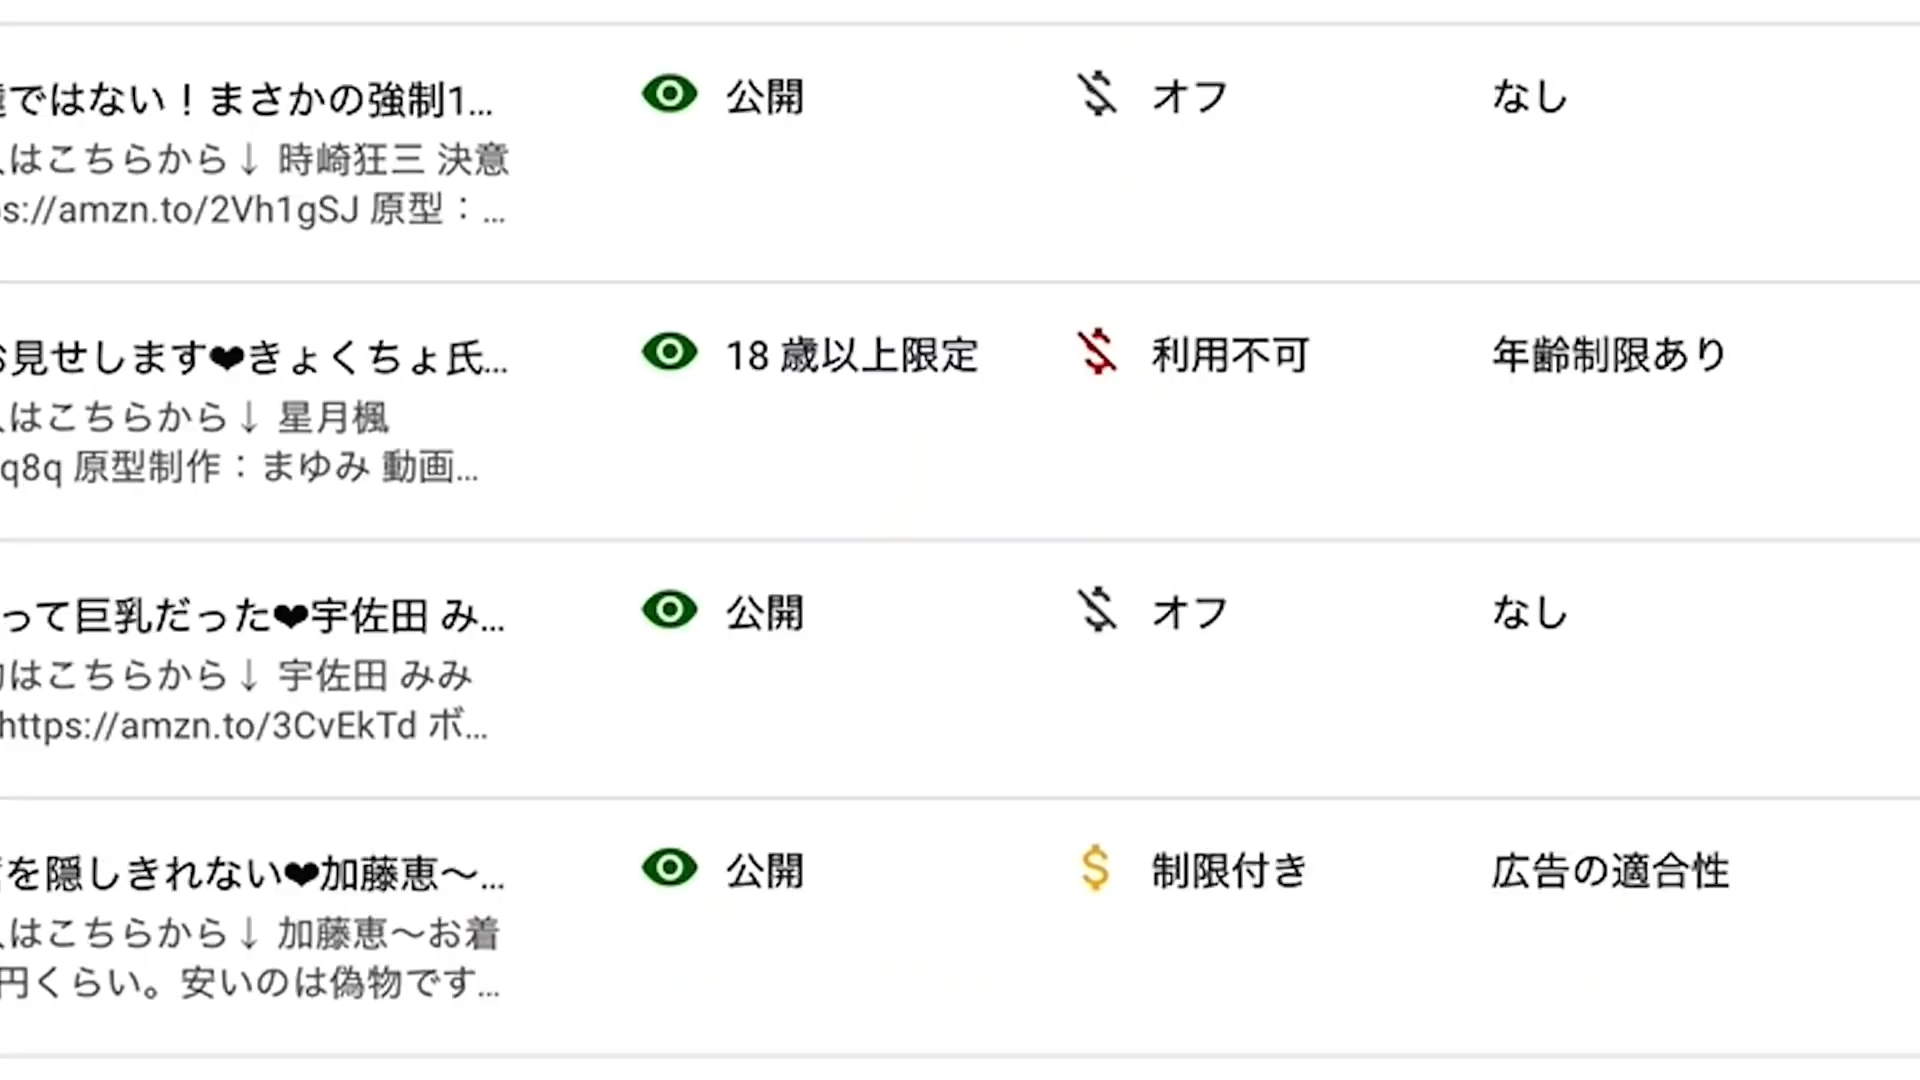 ではない！まさかの強制1...
公開
オフ
なし
はこちらから↓ 時崎狂三 決意
s://amzn.to/2Vh1gSJ 原型：...
見せします❤きょくちょ氏...
18 歳以上限定
利用不可
年齢制限あり
はこちらから↓ 星月楓
q8q 原型制作：まゆみ 動画...
って巨乳だった❤宇佐田 み...
公開
オフ
なし
はこちらから↓ 宇佐田 みみ
https://amzn.to/3CvEkTd ボ...
を隠しきれない❤加藤恵〜...
公開
制限付き
広告の適合性
はこちらから↓ 加藤恵〜お着
円くらい。安いのは偽物です...